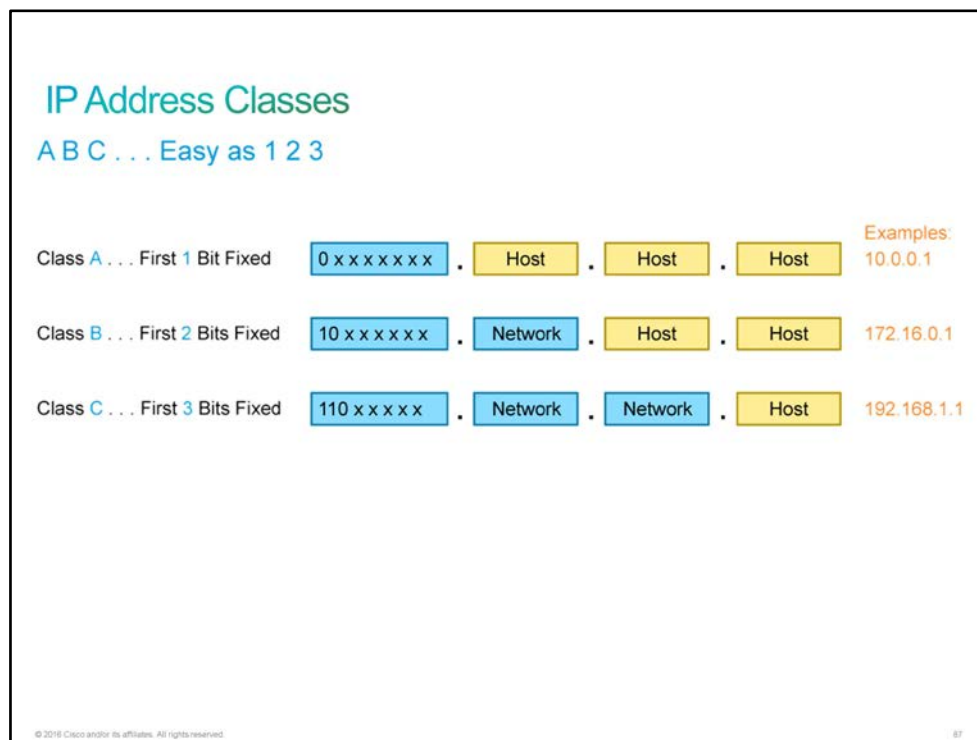 IP Address Classes
A B C . . . Easy as 1 2 3
Examples:
Class A . . . First 1 Bit Fixed 0 x x x x x x x . Host . Host . Host 10.0.0.1
Class B . . . First 2 Bits Fixed 10 x x x x x x . Network . Host . Host 172.16.0.1
Class C . . . First 3 Bits Fixed 110 x x x x x . Network . Network . Host 192.168.1.1
© 2016 Cisco and/or its affiliates. All rights reserved. 67